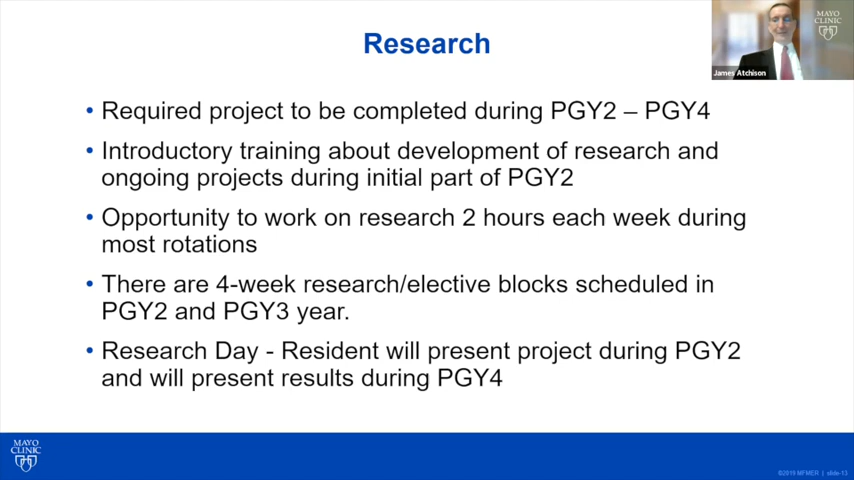 Research
MAYO
CLINIC
James Atchison
• Required project to be completed during PGY2 – PGY4
• Introductory training about development of research and
ongoing projects during initial part of PGY2
• Opportunity to work on research 2 hours each week during
most rotations
• There are 4-week research/elective blocks scheduled in
PGY2 and PGY3 year.
• Research Day - Resident will present project during PGY2
and will present results during PGY4
MAYO
CLINIC
©2019 MFMER | slide-13